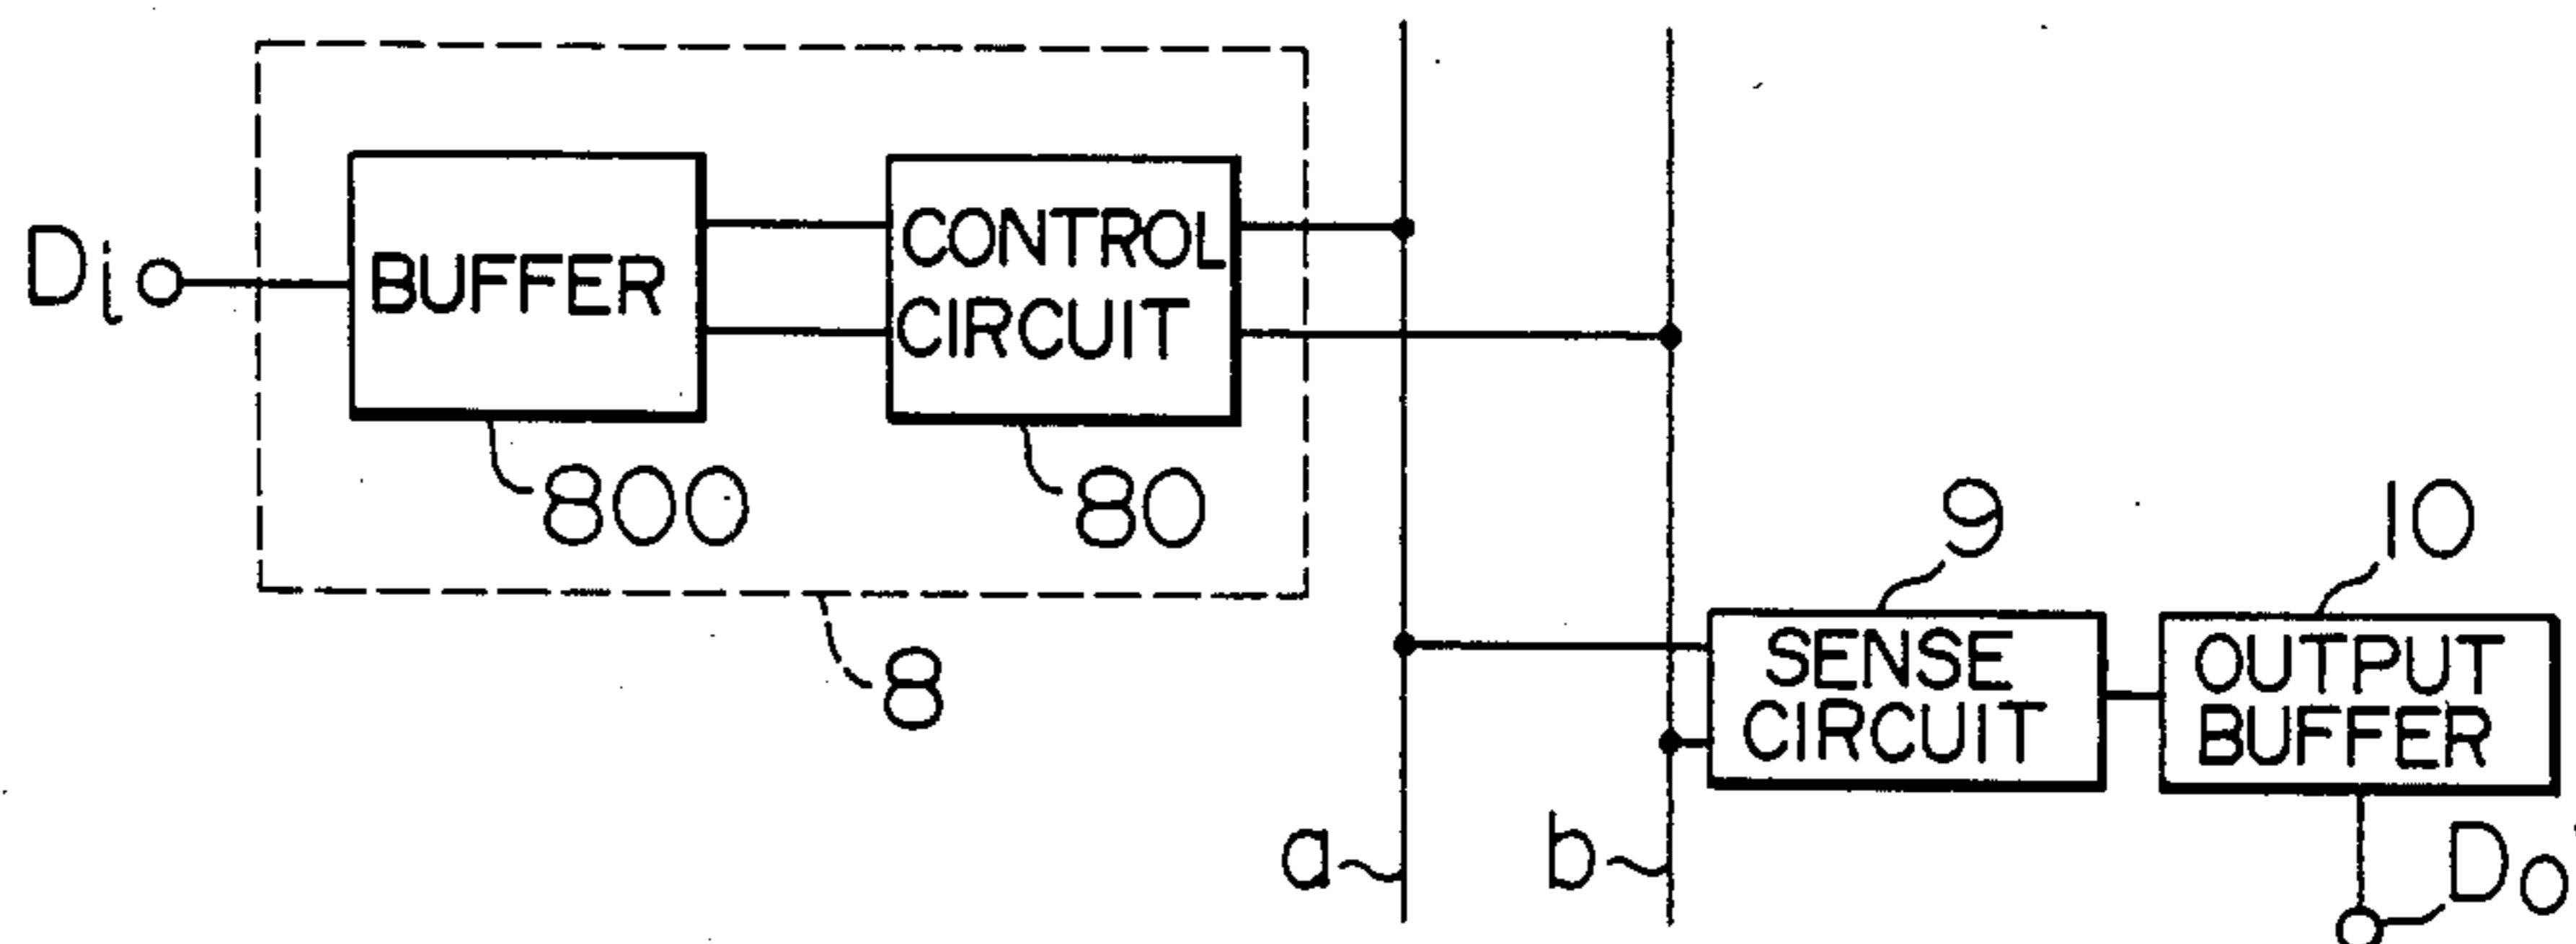 Di
BUFFER
CONTROL
CIRCUIT
800
80
8
9
10
SENSE
CIRCUIT
OUTPUT
BUFFER
a
b
Do